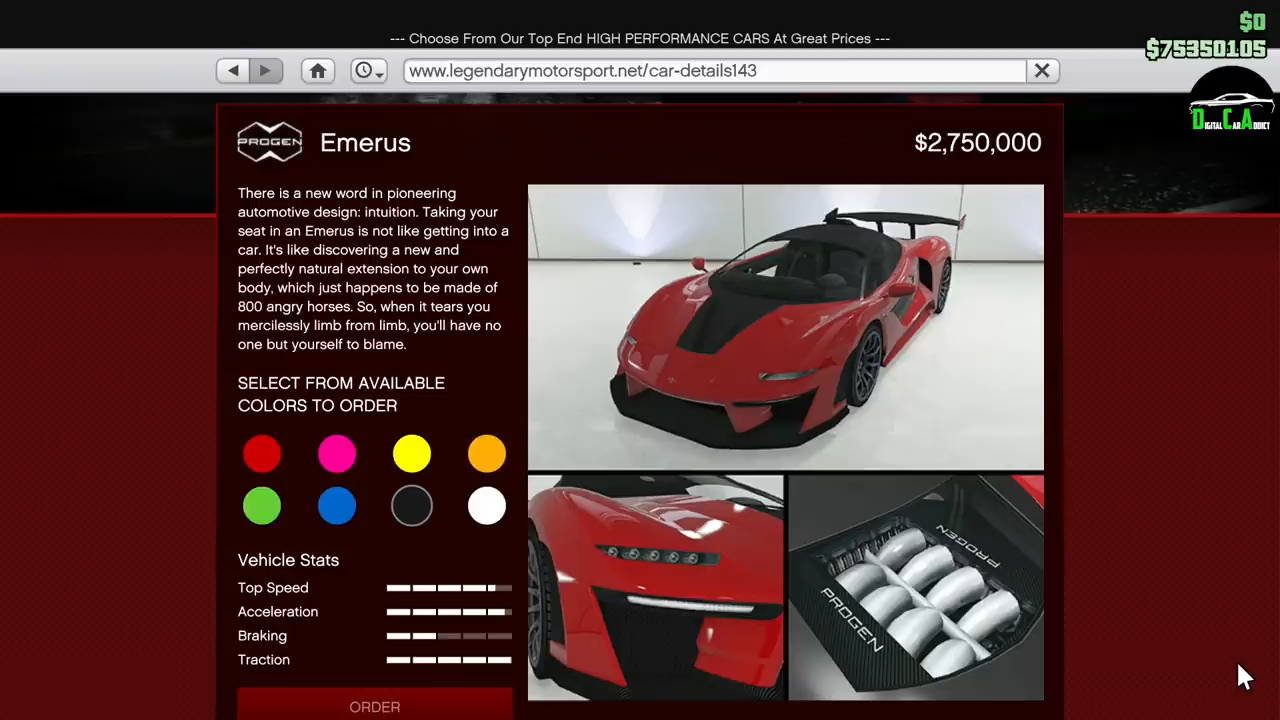 --- Choose From Our Top End HIGH PERFORMANCE CARS At Great Prices ---
$0
$75350105
www.legendarymotorsport.net/car-details143
DIGITAL CAR ADDICT
PROGEN
Emerus
$2,750,000
There is a new word in pioneering
automotive design: intuition. Taking your
seat in an Emerus is not like getting into a
car. It's like discovering a new and
perfectly natural extension to your own
body, which just happens to be made of
800 angry horses. So, when it tears you
mercilessly limb from limb, you'll have no
one but yourself to blame.
SELECT FROM AVAILABLE
COLORS TO ORDER
Vehicle Stats
Top Speed
Acceleration
Braking
Traction
ORDER
PROGEN
PROGEN